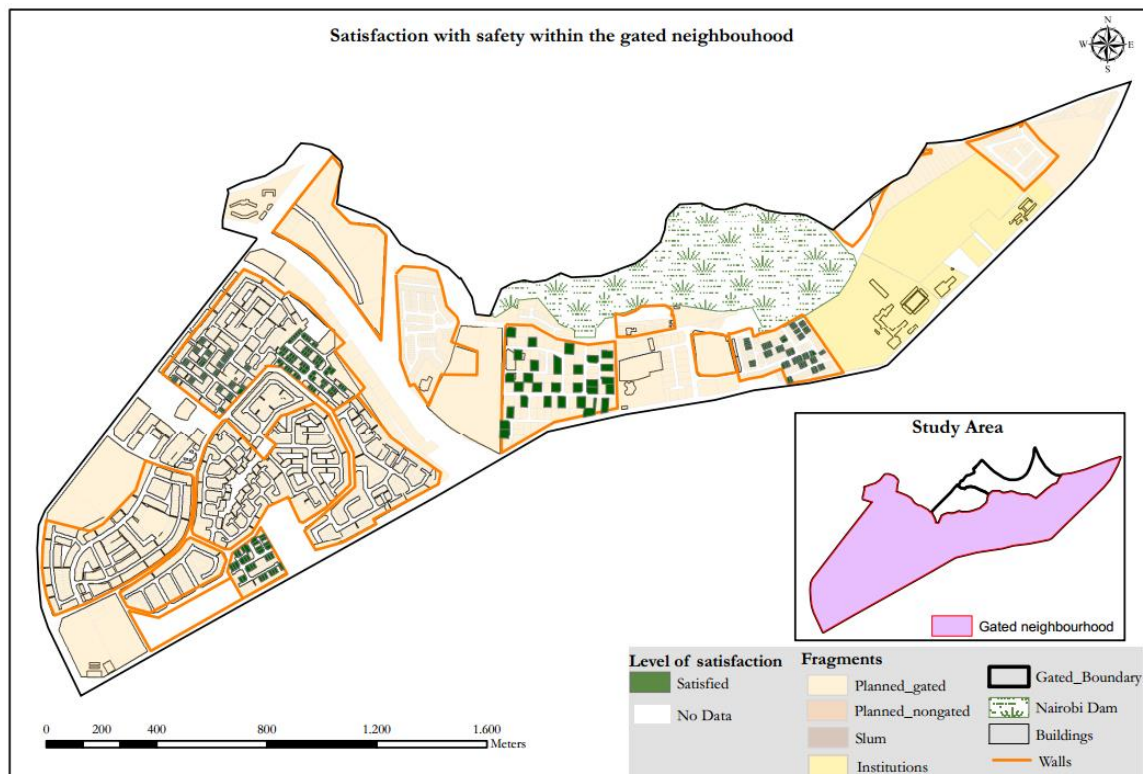 Satisfaction with safety within the gated neighbouhood
N
W
E
S
Study Area
Gated neighbourhood
Level of satisfaction
Satisfied
No Data
Fragments
Planned_gated
Planned_nongated
Slum
Institutions
Gated_Boundary
Nairobi Dam
Buildings
Walls
0 200 400 800 1.200 1.600
Meters